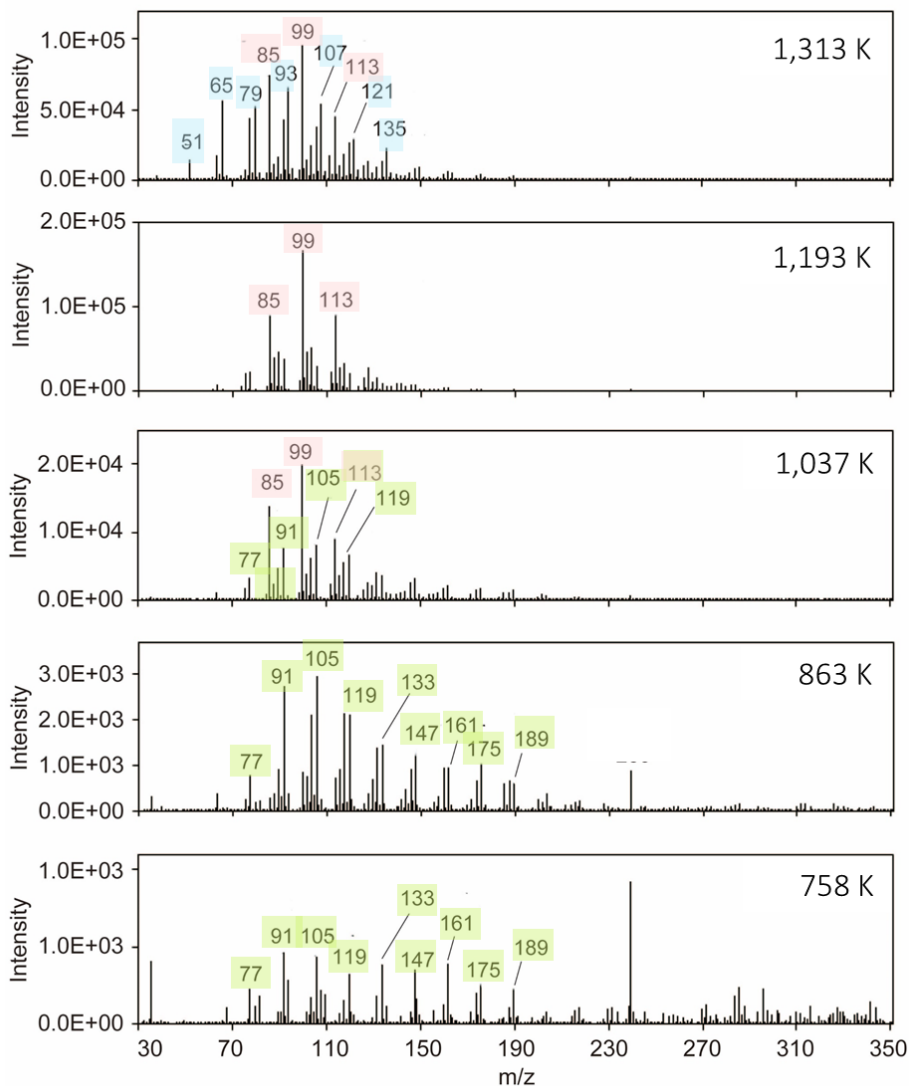 1,313 K
Intensity
1.0E+05
5.0E+04
0.0E+00
51
65
79
85
93
99
107
113
121
135
1,193 K
Intensity
2.0E+05
1.0E+05
0.0E+00
85
99
113
1,037 K
Intensity
2.0E+04
1.0E+04
0.0E+00
77
85
91
99
105
113
119
863 K
Intensity
3.0E+03
2.0E+03
1.0E+03
0.0E+00
77
91
105
119
133
147
161
175
189
758 K
Intensity
1.0E+03
1.0E+03
0.0E+00
77
91
105
119
133
147
161
175
189
30 70 110 150 190 230 270 310 350
m/z